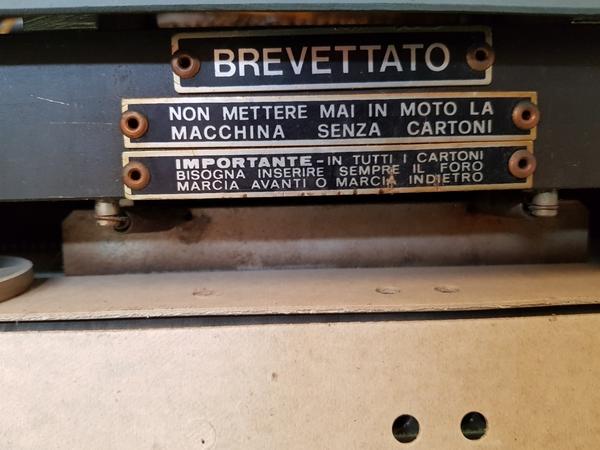 BREVETTATO
NON METTERE MAI IN MOTO LA
MACCHINA SENZA CARTONI
IMPORTANTE-IN TUTTI I CARTONI
BISOGNA INSERIRE SEMPRE IL FORO
MARCIA AVANTI O MARCIA INDIETRO